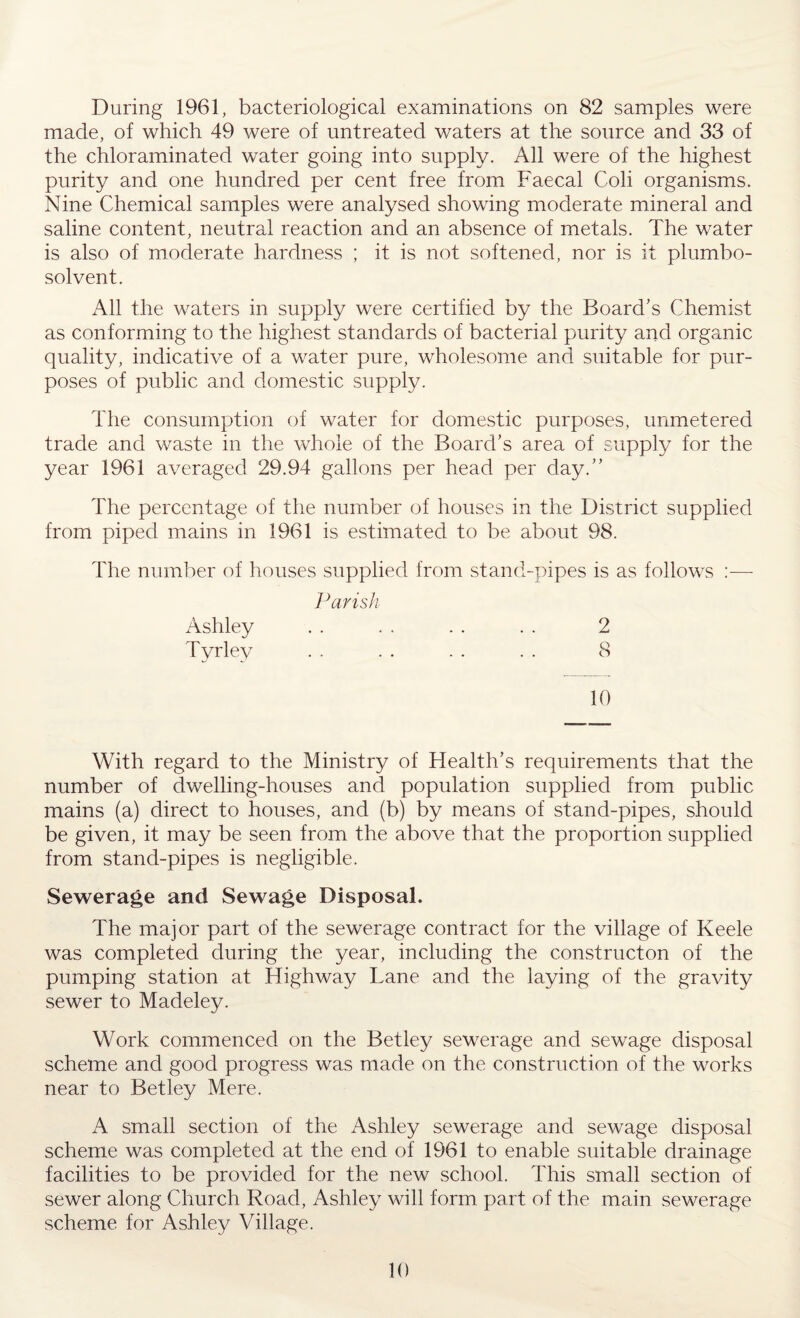 During 1961, bacteriological examinations on 82 samples were
made, of which 49 were of untreated waters at the source and 33 of
the chloraminated water going into supply. All were of the highest
purity and one hundred per cent free from Faecal Coli organisms.
Nine Chemical samples were analysed showing moderate mineral and
saline content, neutral reaction and an absence of metals. The water
is also of moderate hardness ; it is not softened, nor is it plumbo-
solvent.
All the waters in supply were certified by the Board's Chemist
as conforming to the highest standards of bacterial purity and organic
quality, indicative of a water pure, wholesome and suitable for pur-
poses of public and domestic supply.
The consumption of water for domestic purposes, unmetered
trade and waste in the whole of the Board's area of supply for the
year 1961 averaged 29.94 gallons per head per day."
The percentage of the number of houses in the District supplied
from piped mains in 1961 is estimated to be about 98.
The number of houses supplied from stand-pipes is as follows :—
Parish
Ashley . . . . . . . . 2
Tyrley . . . . . . . . 8
10
With regard to the Ministry of Health's requirements that the
number of dwelling-houses and population supplied from public
mains (a) direct to houses, and (b) by means of stand-pipes, should
be given, it may be seen from the above that the proportion supplied
from stand-pipes is negligible.
Sewerage and Sewage Disposal.
The major part of the sewerage contract for the village of Keele
was completed during the year, including the constructon of the
pumping station at Highway Lane and the laying of the gravity
sewer to Madeley.
Work commenced on the Betley sewerage and sewage disposal
scheme and good progress was made on the construction of the works
near to Betley Mere.
A small section of the Ashley sewerage and sewage disposal
scheme was completed at the end of 1961 to enable suitable drainage
facilities to be provided for the new school. This small section of
sewer along Church Road, Ashley will form part of the main sewerage
scheme for Ashley Village.
10